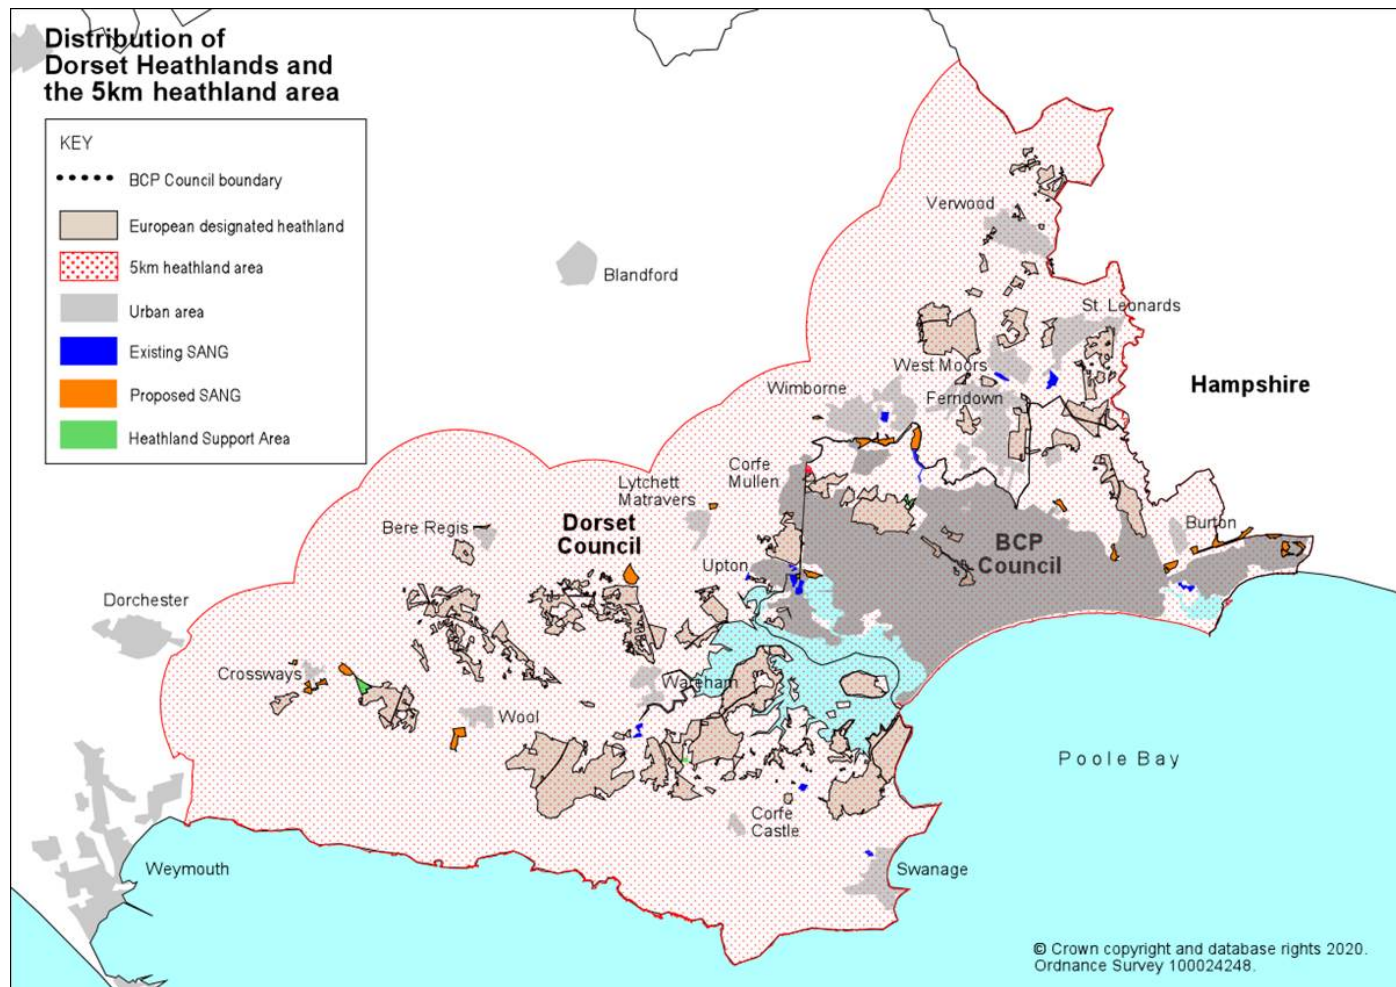 Distribution of
Dorset Heathlands and
the 5km heathland area
KEY
BCP Council boundary
European designated heathland
5km heathland area
Urban area
Existing SANG
Proposed SANG
Heathland Support Area
Verwood
Blandford
St. Leonards
West Moors
Hampshire
Wimborne
Ferndown
Corfe
Mullen
Lytchett
Matravers
Bere Regis
Dorset
Council
Burton
BCP
Council
Upton
Dorchester
Crossways
Wareham
Wool
Poole Bay
Corfe
Castle
Weymouth
Swanage
© Crown copyright and database rights 2020.
Ordnance Survey 100024248.